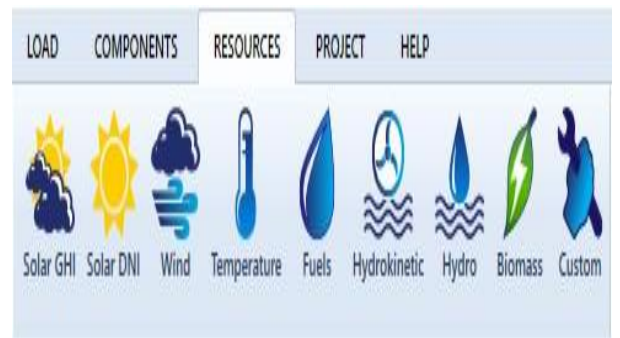 LOAD COMPONENTS RESOURCES PROJECT HELP
Solar GHI Solar DNI Wind Temperature Fuels Hydrokinetic Hydro Biomass Custom